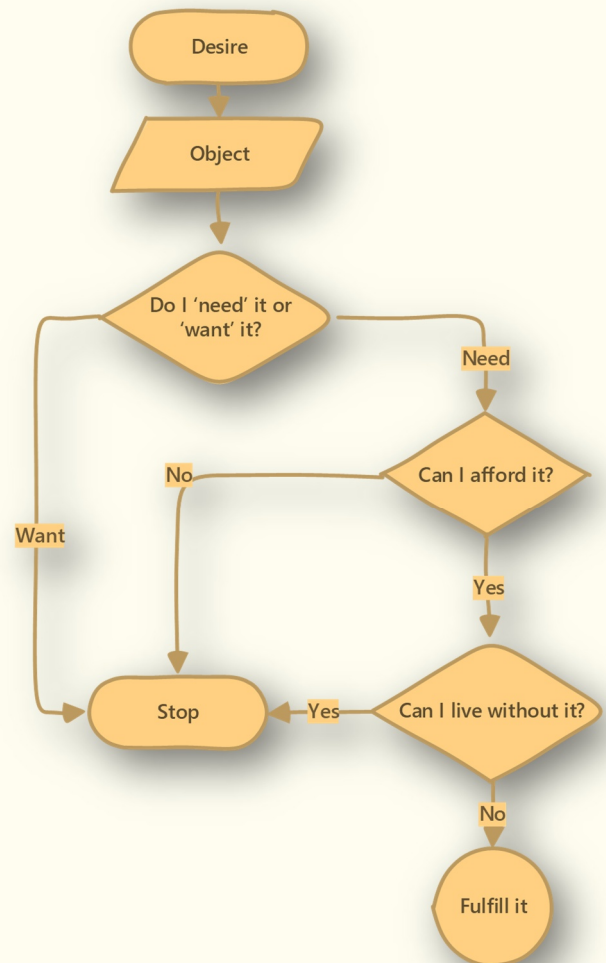 Desire
Object
Do I ‘need’ it or
‘want’ it?
Need
No
Can I afford it?
Want
Yes
Stop
Yes
Can I live without it?
No
Fulfill it